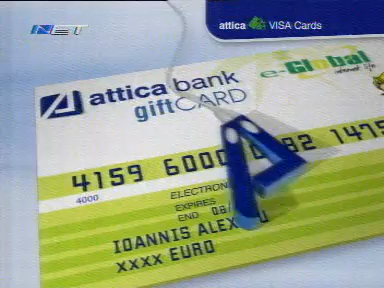 NET
attica VISA Cards
attica bank
giftCARD
e-Global
4159 6000 1475
4000
ELECTRON
EXPIRES
END 08/
IOANNIS ALEX
XXXX EURO